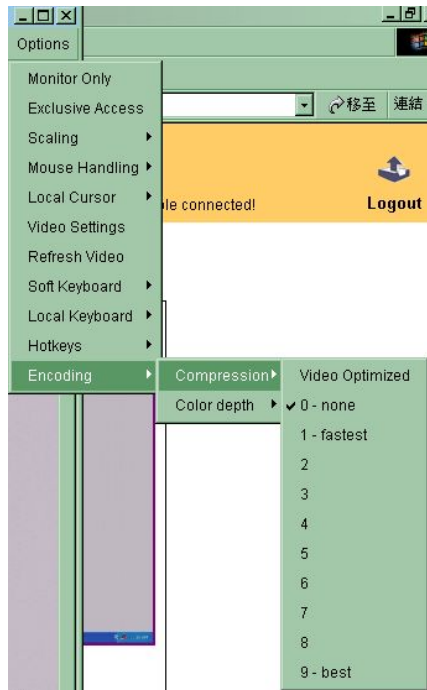 Options
移至 連結
Monitor Only
Exclusive Access
Scaling
Mouse Handling
Local Cursor
le connected!
Logout
Video Settings
Refresh Video
Soft Keyboard
Local Keyboard
Hotkeys
Encoding
Compression
Color depth
Video Optimized
0 - none
1 - fastest
2
3
4
5
6
7
8
9 - best